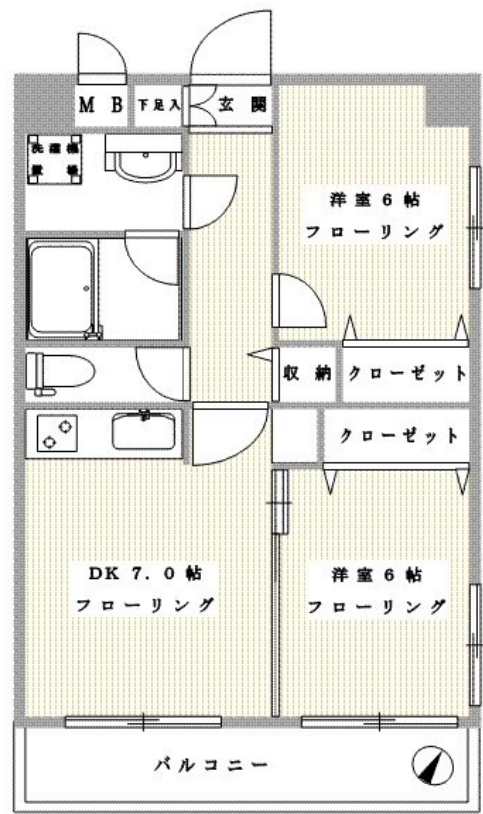 MB
下足入
玄関
洗濯機
置場
洋室6帖
フローリング
収納
クローゼット
クローゼット
DK 7.0帖
フローリング
洋室6帖
フローリング
バルコニー